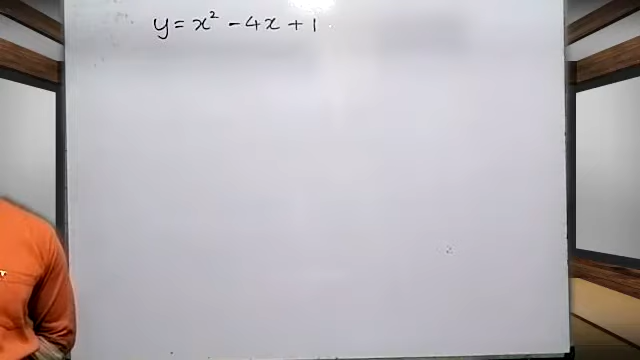 y = x² - 4x + 1